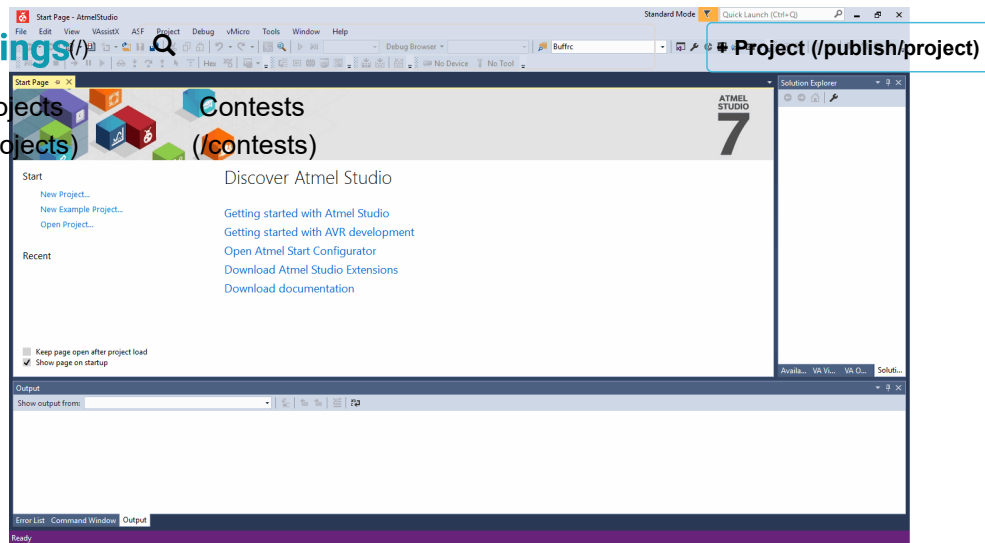 Start Page - AtmelStudio
Standard Mode
Quick Launch (Ctrl+Q)
File Edit View VAssistX ASF Project Debug vMicro Tools Window Help
ings(/)
Debug Browser
Buffrc
Project (/publish/project)
Hex
No Device
No Tool
Start Page
Solution Explorer
ojects
Contests
ATMEL
STUDIO
7
ojects)
(/contests)
Start
Discover Atmel Studio
New Project...
New Example Project...
Getting started with Atmel Studio
Open Project...
Getting started with AVR development
Recent
Open Atmel Start Configurator
Download Atmel Studio Extensions
Download documentation
Keep page open after project load
Show page on startup
Availa... VA Vi... VA O... Soluti...
Output
Show output from:
Error List Command Window Output
Ready